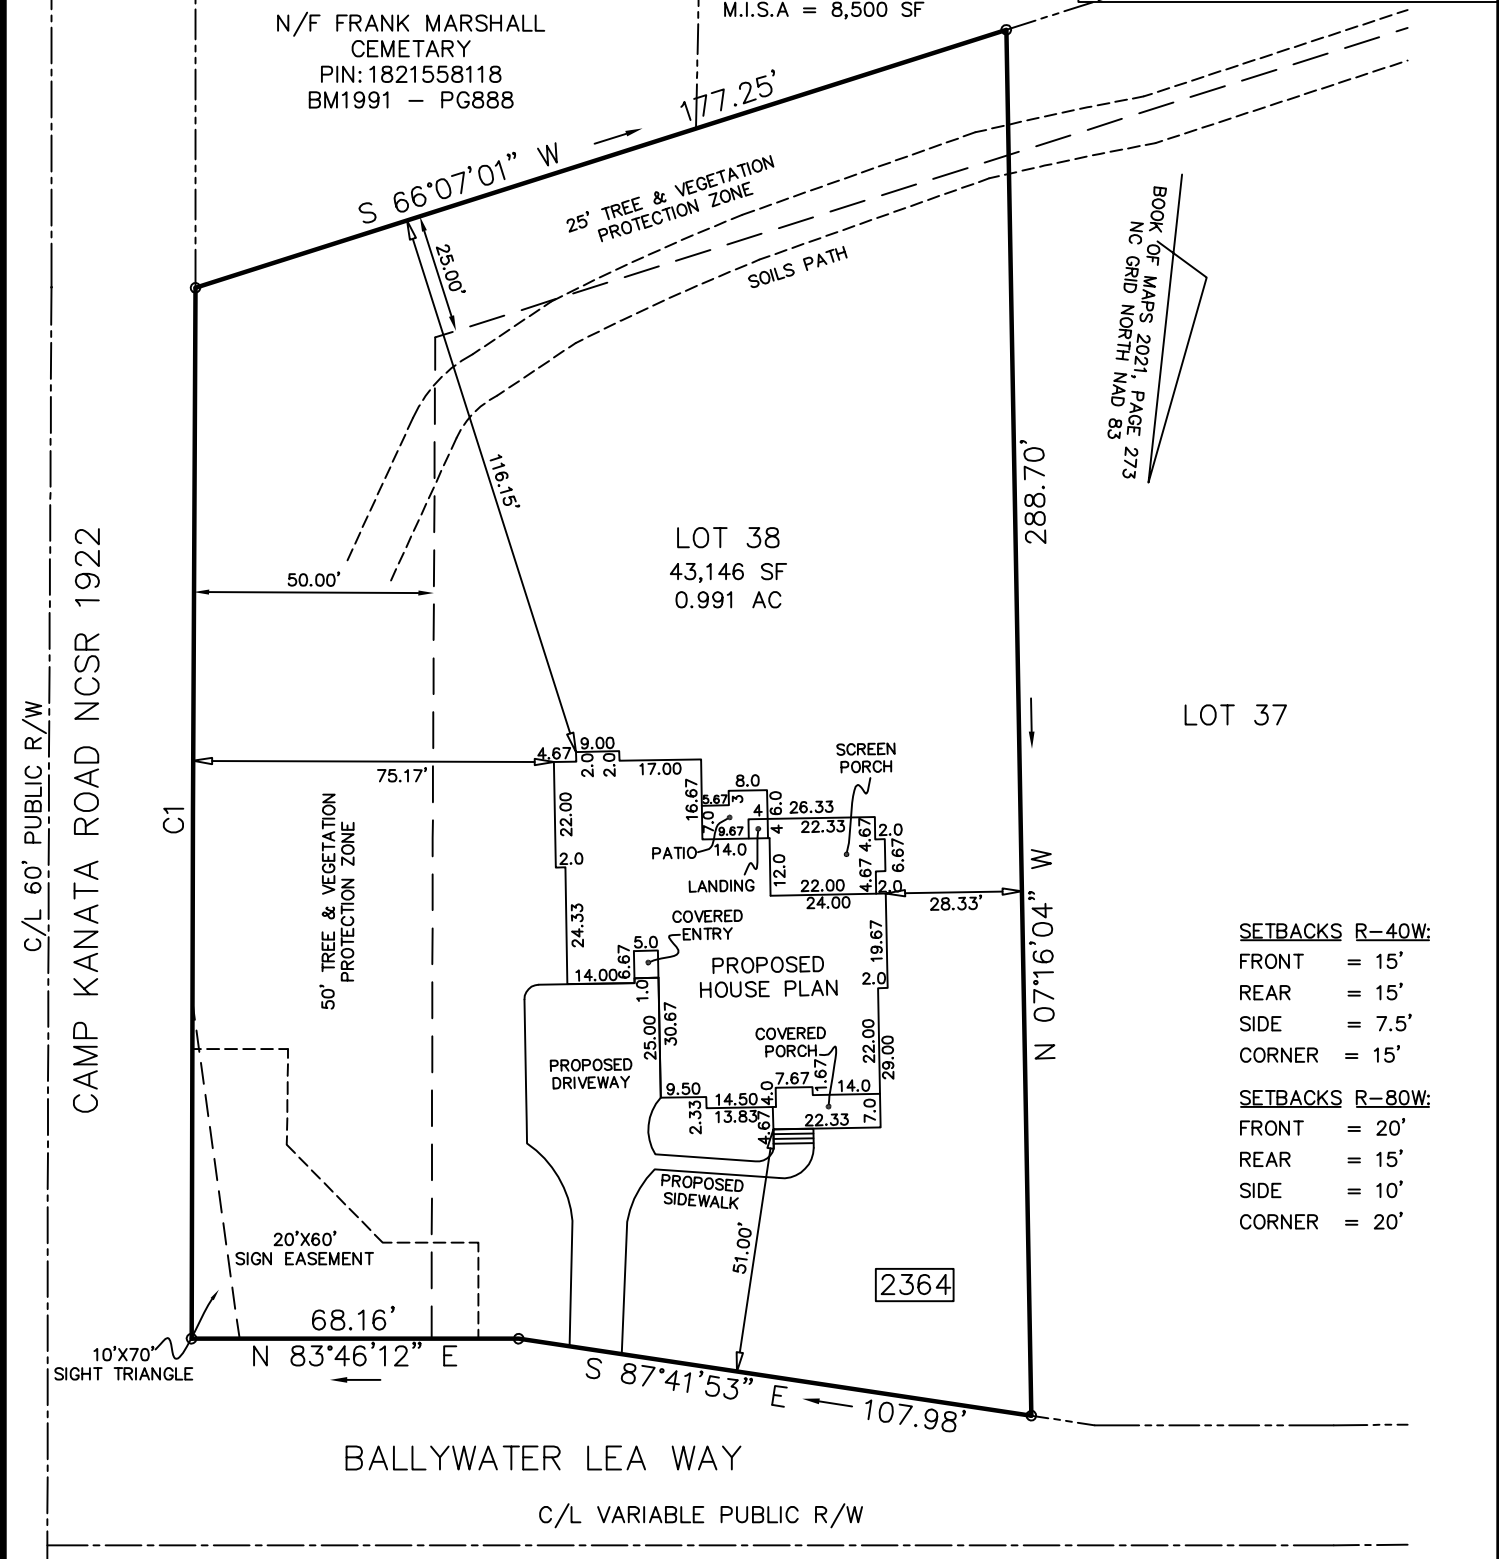 N/F FRANK MARSHALL
CEMETARY
PIN:1821558118
BM1991 – PG888
M.I.S.A = 8,500 SF
177.25'
S 66°07'01" W
25' TREE & VEGETATION
PROTECTION ZONE
25.00'
SOILS PATH
BOOK OF MAPS 2021, PAGE 273
NC GRID NORTH NAD 83
116.15'
288.70'
LOT 38
43,146 SF
0.991 AC
50.00'
CAMP KANATA ROAD NCSR 1922
C/L 60' PUBLIC R/W
C1
LOT 37
75.17'
4.67
9.00
2.0
2.0
17.00
SCREEN
PORCH
22.00
16.67
8.0
5.67
3
6.0
26.33
7.0
9.67
4
4
22.33
4.67
2.0
PATIO
14.0
2.0
12.0
6.67
4.67
LANDING
22.00
2.0
24.00
28.33'
50' TREE & VEGETATION
PROTECTION ZONE
24.33
COVERED
ENTRY
5.0
6.67
14.00
1.0
PROPOSED
HOUSE PLAN
19.67
2.0
N 07°16'04" W
25.00
30.67
COVERED
PORCH
22.00
29.00
PROPOSED
DRIVEWAY
9.50
14.50
4.0
7.67
1.67
14.0
2.33
13.83
4.67
22.33
7.0
PROPOSED
SIDEWALK
51.00'
SETBACKS R–40W:
FRONT = 15'
REAR = 15'
SIDE = 7.5'
CORNER = 15'
SETBACKS R–80W:
FRONT = 20'
REAR = 15'
SIDE = 10'
CORNER = 20'
20'X60'
SIGN EASEMENT
2364
68.16'
N 83°46'12" E
10'X70'
SIGHT TRIANGLE
S 87°41'53" E
107.98'
BALLYWATER LEA WAY
C/L VARIABLE PUBLIC R/W